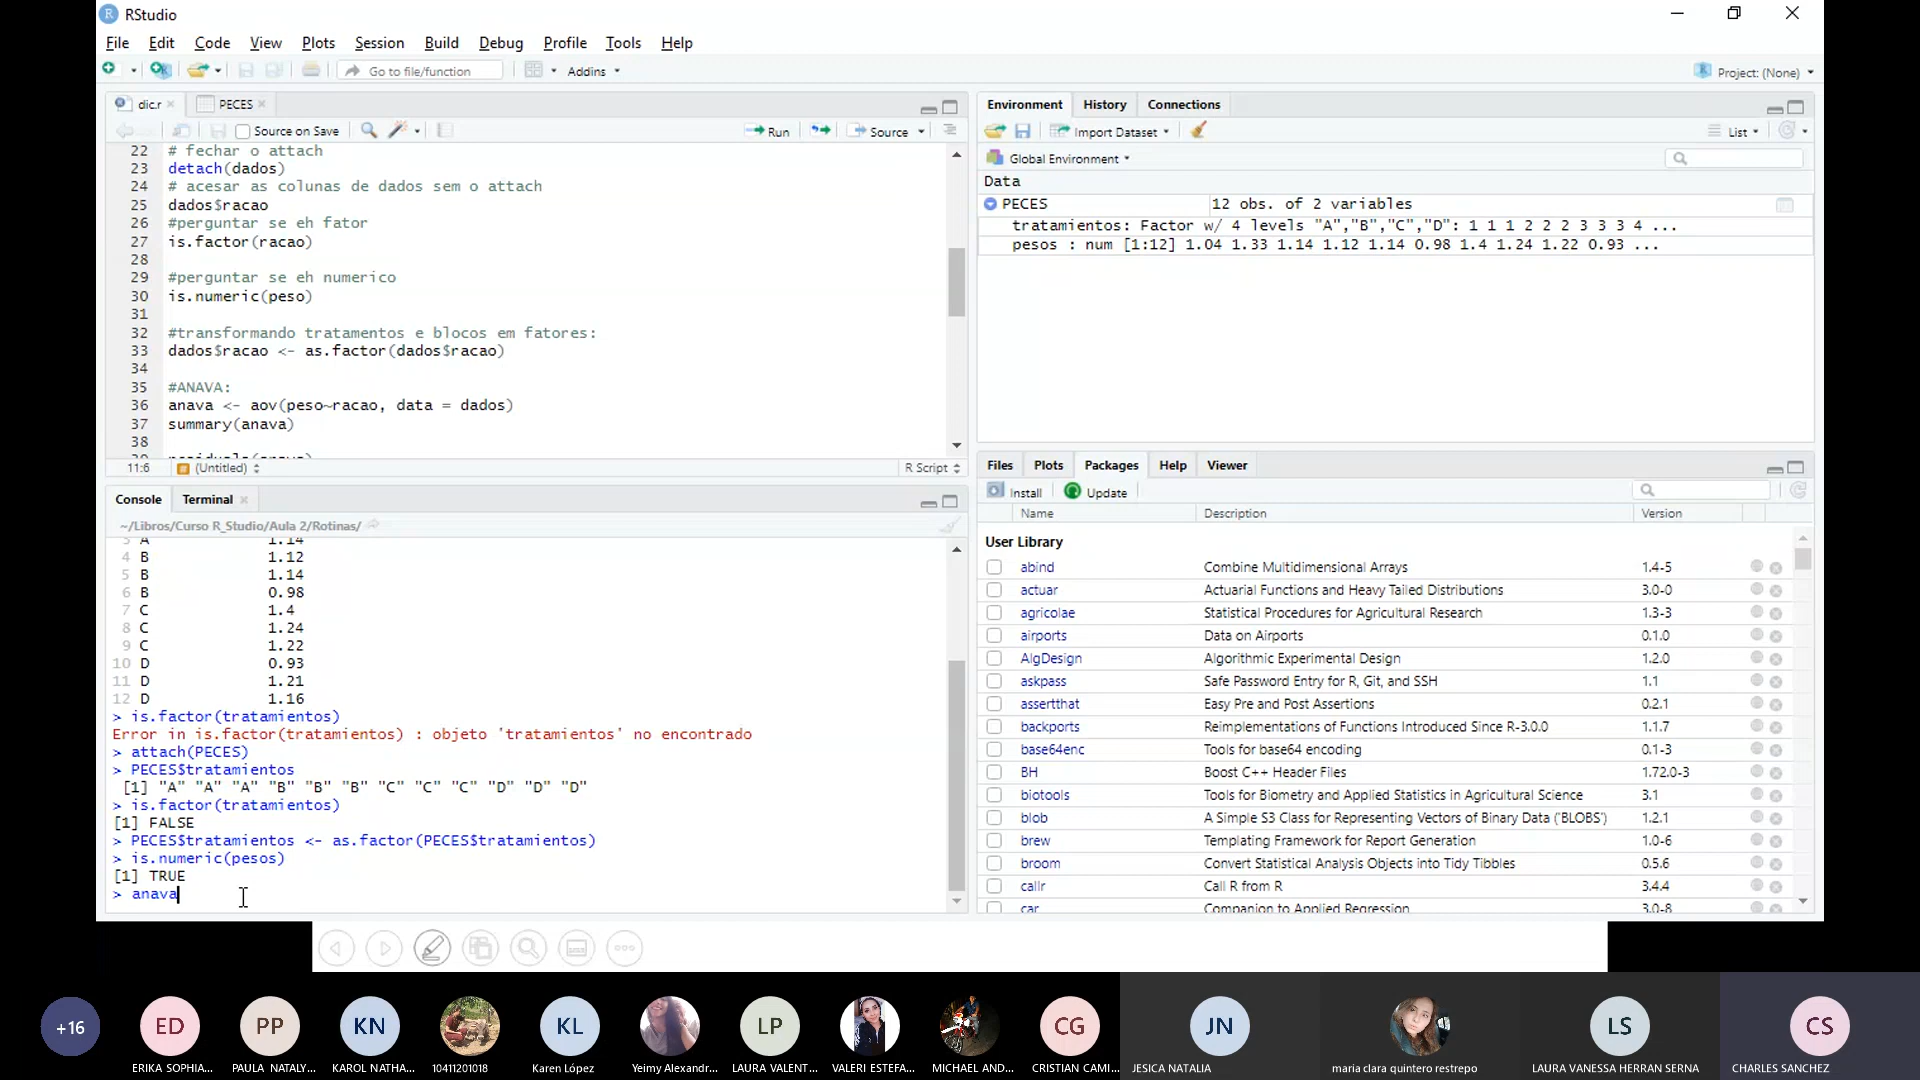 RStudio
File Edit Code View Plots Session Build Debug Profile Tools Help
Go to file/function
Addins
Project: (None)
dic.r
PECES
Source on Save
Run
Source
22 # fechar o attach
23 detach(dados)
24 # acesar as colunas de dados sem o attach
25 dados$racao
26 #perguntar se eh fator
27 is.factor(racao)
28
29 #perguntar se eh numerico
30 is.numeric(peso)
31
32 #transformando tratamentos e blocos em fatores:
33 dados$racao <- as.factor(dados$racao)
34
35 #ANAVA:
36 anava <- aov(peso~racao, data = dados)
37 summary(anava)
38
11:6 (Untitled) R Script
Console Terminal
~/Libros/Curso R_Studio/Aula 2/Rotinas/
3 A 1.14
4 B 1.12
5 B 1.14
6 B 0.98
7 C 1.4
8 C 1.24
9 C 1.22
10 D 0.93
11 D 1.21
12 D 1.16
> is.factor(tratamientos)
Error in is.factor(tratamientos) : objeto 'tratamientos' no encontrado
> attach(PECES)
> PECES$tratamientos
[1] "A" "A" "A" "B" "B" "B" "C" "C" "C" "D" "D" "D"
> is.factor(tratamientos)
[1] FALSE
> PECES$tratamientos <- as.factor(PECES$tratamientos)
> is.numeric(pesos)
[1] TRUE
> anava
Environment History Connections
Import Dataset
List
Global Environment
Data
PECES 12 obs. of 2 variables
tratamientos: Factor w/ 4 levels "A","B","C","D": 1 1 1 2 2 2 3 3 3 4 ...
pesos : num [1:12] 1.04 1.33 1.14 1.12 1.14 0.98 1.4 1.24 1.22 0.93 ...
Files Plots Packages Help Viewer
Install Update
Name Description Version
User Library
abind Combine Multidimensional Arrays 1.4-5
actuar Actuarial Functions and Heavy Tailed Distributions 3.0-0
agricolae Statistical Procedures for Agricultural Research 1.3-3
airports Data on Airports 0.1.0
AlgDesign Algorithmic Experimental Design 1.2.0
askpass Safe Password Entry for R, Git, and SSH 1.1
assertthat Easy Pre and Post Assertions 0.2.1
backports Reimplementations of Functions Introduced Since R-3.0.0 1.1.7
base64enc Tools for base64 encoding 0.1-3
BH Boost C++ Header Files 1.72.0-3
biotools Tools for Biometry and Applied Statistics in Agricultural Science 3.1
blob A Simple S3 Class for Representing Vectors of Binary Data ('BLOBS') 1.2.1
brew Templating Framework for Report Generation 1.0-6
broom Convert Statistical Analysis Objects into Tidy Tibbles 0.5.6
callr Call R from R 3.4.4
car Companion to Applied Regression 3.0-8
+16 ED PP KN KL LP CG JN LS CS
ERIKA SOPHIA... PAULA NATALY... KAROL NATHA... 10411201018 Karen López Yeimy Alexandr... LAURA VALENT... VALERI ESTEFA... MICHAEL AND... CRISTIAN CAMI... JESICA NATALIA maria clara quintero restrepo LAURA VANESSA HERRAN SERNA CHARLES SANCHEZ